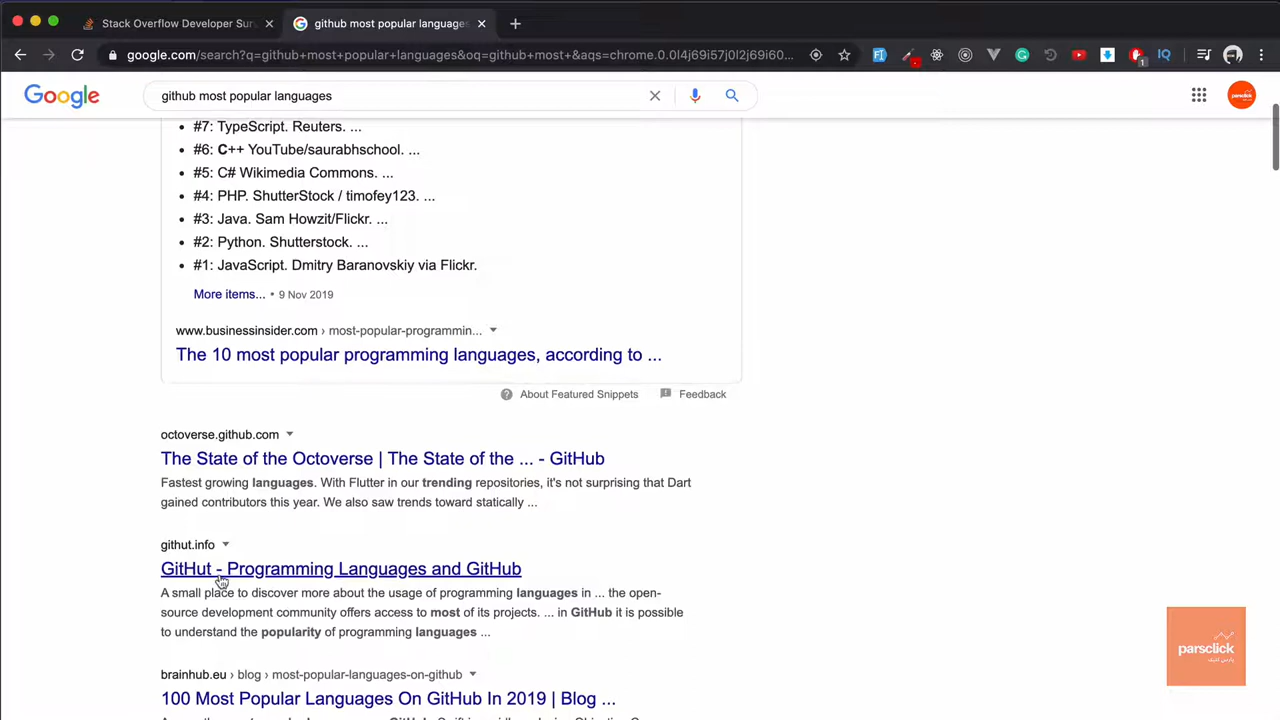 Stack Overflow Developer Sur
github most popular languages
google.com/search?q=github+most+popular+languages&oq=github+most+&aqs=chrome.0.0l4j69i57j0l2j69i60...
1
IQ
Google
github most popular languages
parsclick
• #7: TypeScript. Reuters. ...
• #6: C++ YouTube/saurabhschool. ...
• #5: C# Wikimedia Commons. ...
• #4: PHP. ShutterStock / timofey123. ...
• #3: Java. Sam Howzit/Flickr. ...
• #2: Python. Shutterstock. ...
• #1: JavaScript. Dmitry Baranovskiy via Flickr.
More items... • 9 Nov 2019
www.businessinsider.com › most-popular-programmin...
The 10 most popular programming languages, according to ...
About Featured Snippets Feedback
octoverse.github.com
The State of the Octoverse | The State of the ... - GitHub
Fastest growing languages. With Flutter in our trending repositories, it's not surprising that Dart
gained contributors this year. We also saw trends toward statically ...
githut.info
GitHut - Programming Languages and GitHub
A small place to discover more about the usage of programming languages in ... the open-
source development community offers access to most of its projects. ... in GitHub it is possible
to understand the popularity of programming languages ...
brainhub.eu › blog › most-popular-languages-on-github
100 Most Popular Languages On GitHub In 2019 | Blog ...
parsclick
پارس کلیک